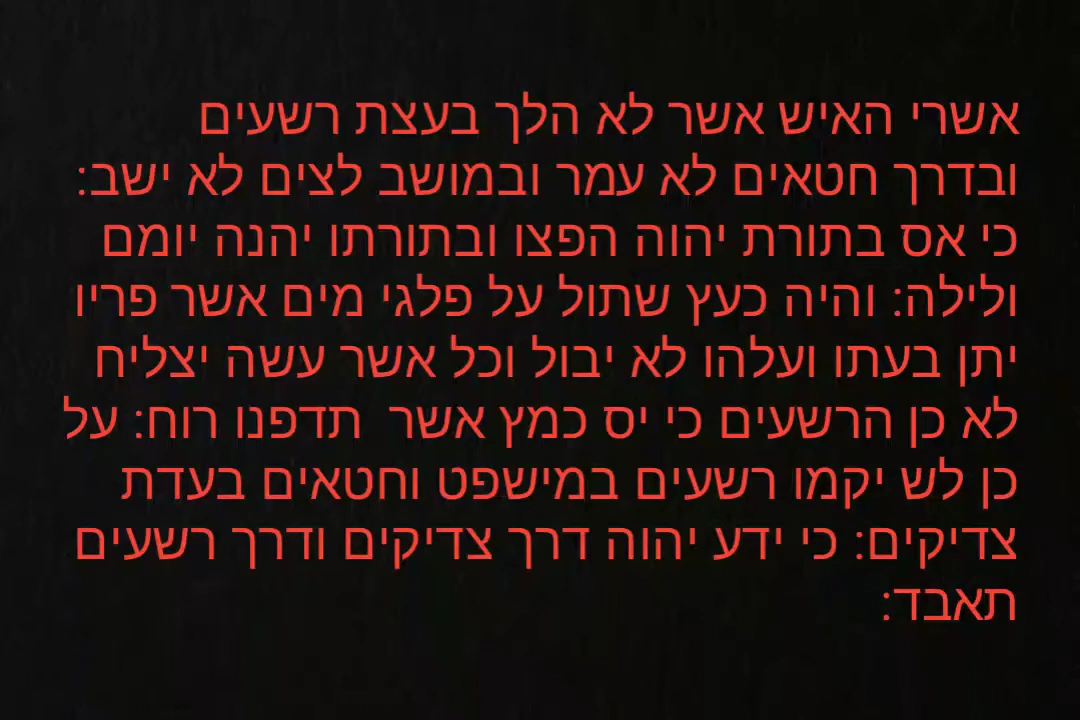 אשרי האיש אשר לא הלך בעצת רשעים
ובדרך חטאים לא עמר ובמושב לצים לא ישב:
כי אס בתורת יהוה הפצו ובתורתו יהנה יומם
ולילה: והיה כעץ שתול על פלגי מים אשר פריו
יתן בעתו ועלהו לא יבול וכל אשר עשה יצליח
לא כן הרשעים כי יס כמץ אשר  תדפנו רוח: על
כן לש יקמו רשעים במישפט וחטאים בעדת
צדיקים: כי ידע יהוה דרך צדיקים ודרך רשעים
תאבד: